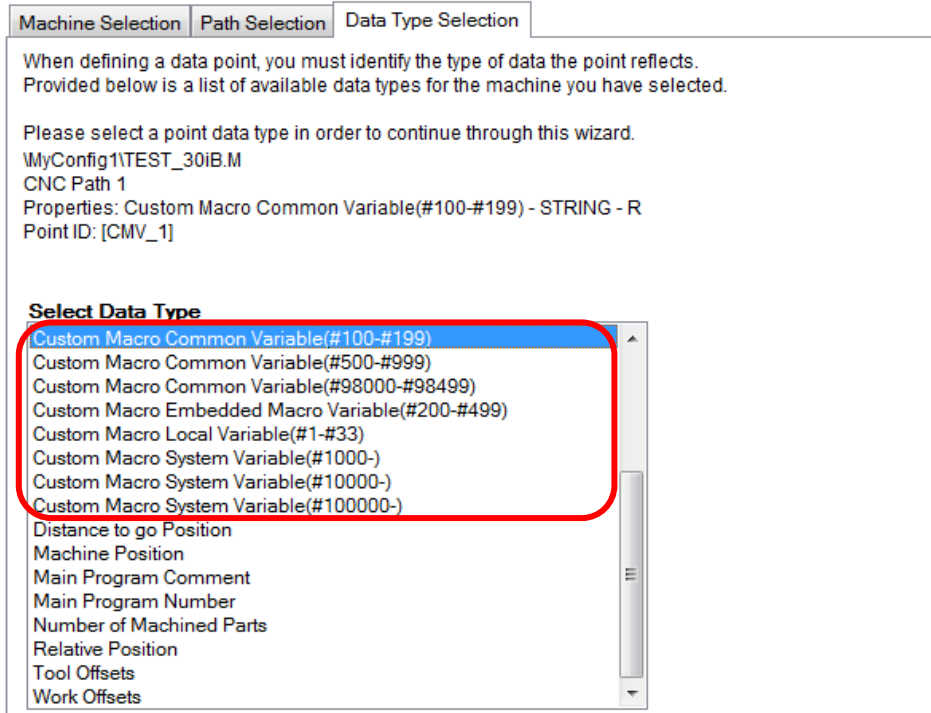 Machine Selection Path Selection Data Type Selection
When defining a data point, you must identify the type of data the point reflects.
Provided below is a list of available data types for the machine you have selected.
Please select a point data type in order to continue through this wizard.
\MyConfig1\TEST_30iB.M
CNC Path 1
Properties: Custom Macro Common Variable(#100-#199) - STRING - R
Point ID: [CMV_1]
Select Data Type
Custom Macro Common Variable(#100-#199)
Custom Macro Common Variable(#500-#999)
Custom Macro Common Variable(#98000-#98499)
Custom Macro Embedded Macro Variable(#200-#499)
Custom Macro Local Variable(#1-#33)
Custom Macro System Variable(#1000-)
Custom Macro System Variable(#10000-)
Custom Macro System Variable(#100000-)
Distance to go Position
Machine Position
Main Program Comment
Main Program Number
Number of Machined Parts
Relative Position
Tool Offsets
Work Offsets